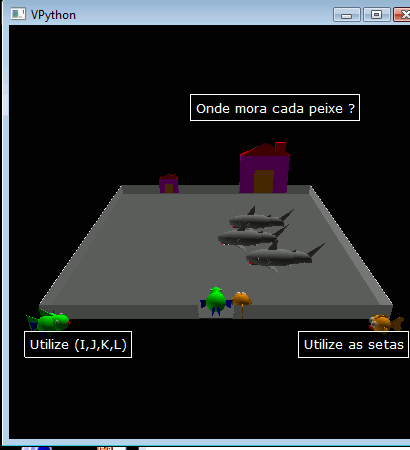 VPython
Onde mora cada peixe ?
Utilize (I,J,K,L)
Utilize as setas